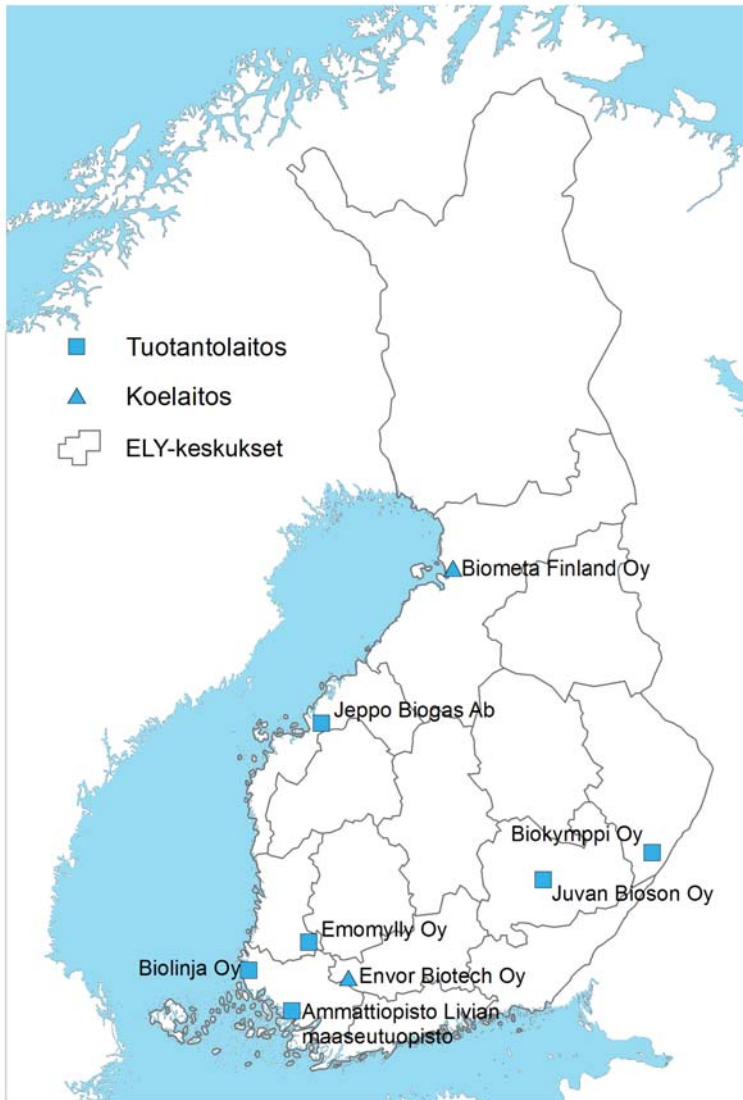 Tuotantolaitos
Koelaitos
ELY-keskukset
Biometa Finland Oy
Jeppo Biogas Ab
Biokymppi Oy
Juvan Bioson Oy
Emomylly Oy
Biolinja Oy
Envor Biotech Oy
Ammattiopisto Livian
maaseutuopisto